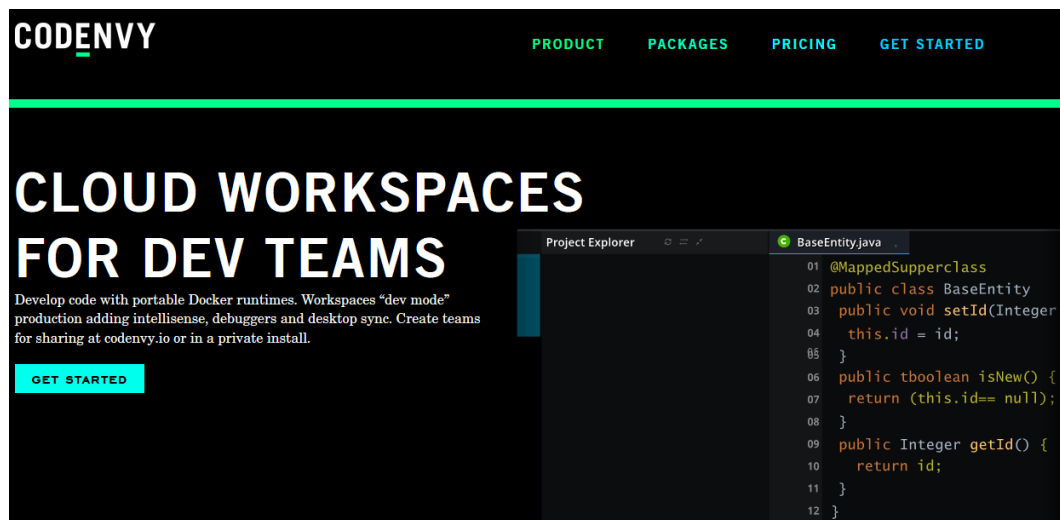 CODENVY
PRODUCT PACKAGES PRICING GET STARTED
CLOUD WORKSPACES
FOR DEV TEAMS
Develop code with portable Docker runtimes. Workspaces “dev mode”
production adding intellisense, debuggers and desktop sync. Create teams
for sharing at codenvy.io or in a private install.
GET STARTED
Project Explorer
C BaseEntity.java
01 @MappedSupperclass
02 public class BaseEntity
03 public void setId(Integer
04 this.id = id;
05 }
06 public tboolean isNew() {
07 return (this.id== null);
08 }
09 public Integer getId() {
10 return id;
11 }
12 }